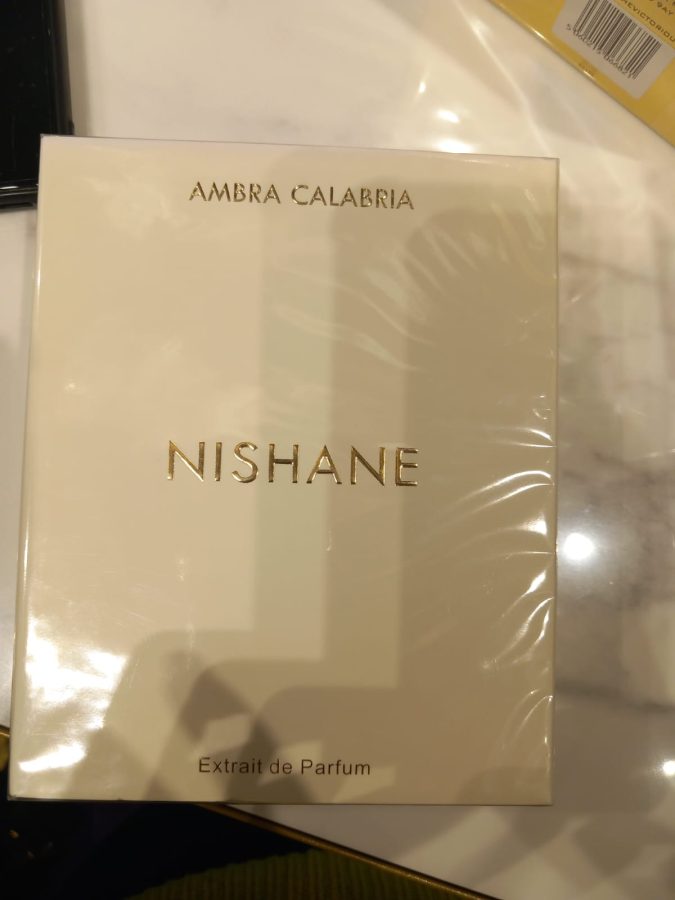 AMBRA CALABRIA
NISHANE
Extrait de Parfum